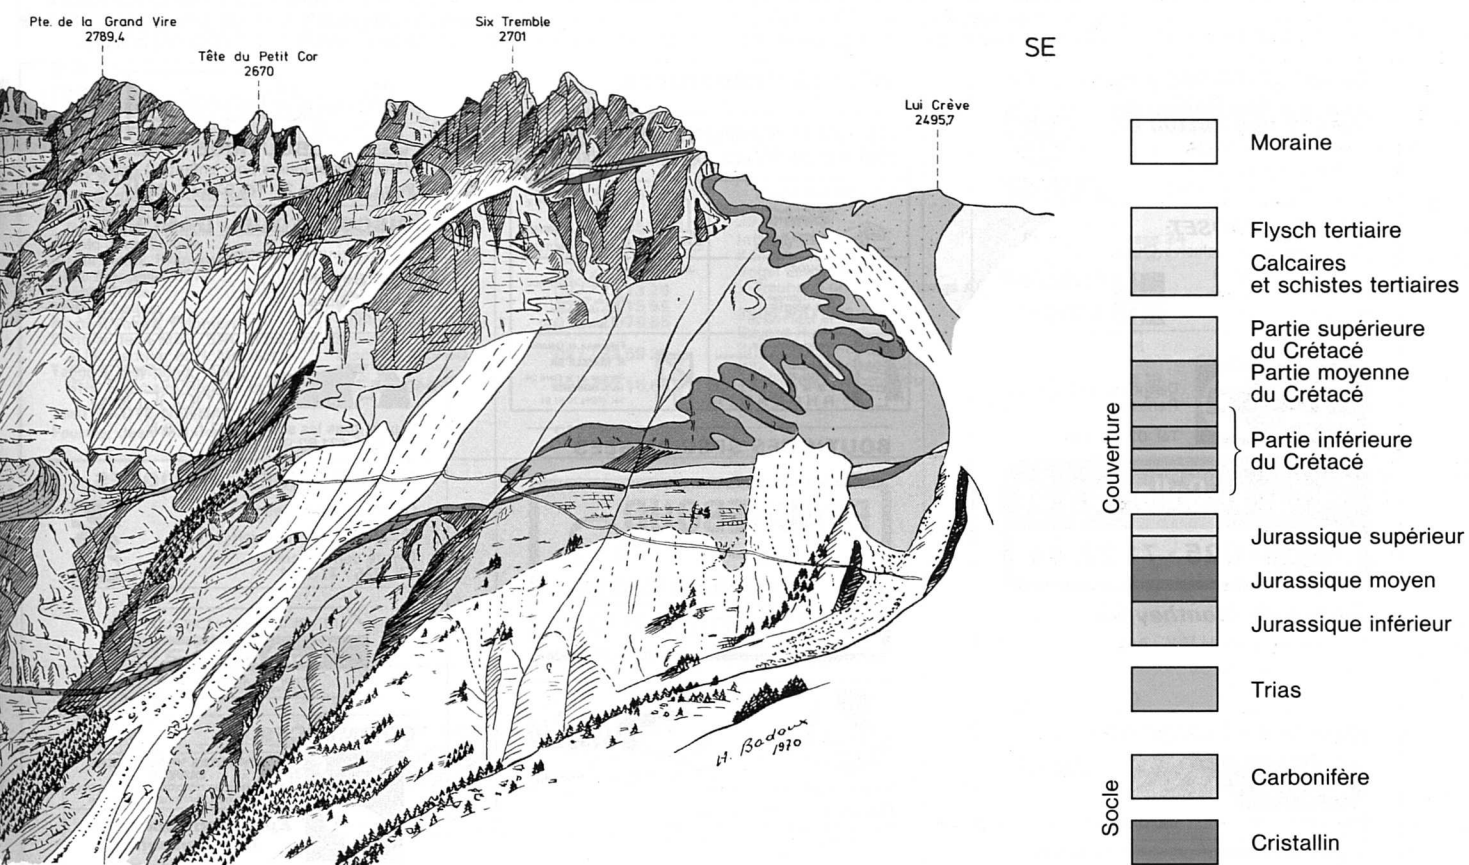 Pte. de la Grand Vire
2789,4
Tête du Petit Cor
2670
Six Tremble
2701
SE
Lui Crève
2495,7
H. Badoux
1970
Moraine
Flysch tertiaire
Calcaires
et schistes tertiaires
Couverture
Partie supérieure
du Crétacé
Partie moyenne
du Crétacé
Partie inférieure
du Crétacé
Jurassique supérieur
Jurassique moyen
Jurassique inférieur
Trias
Socle
Carbonifère
Cristallin